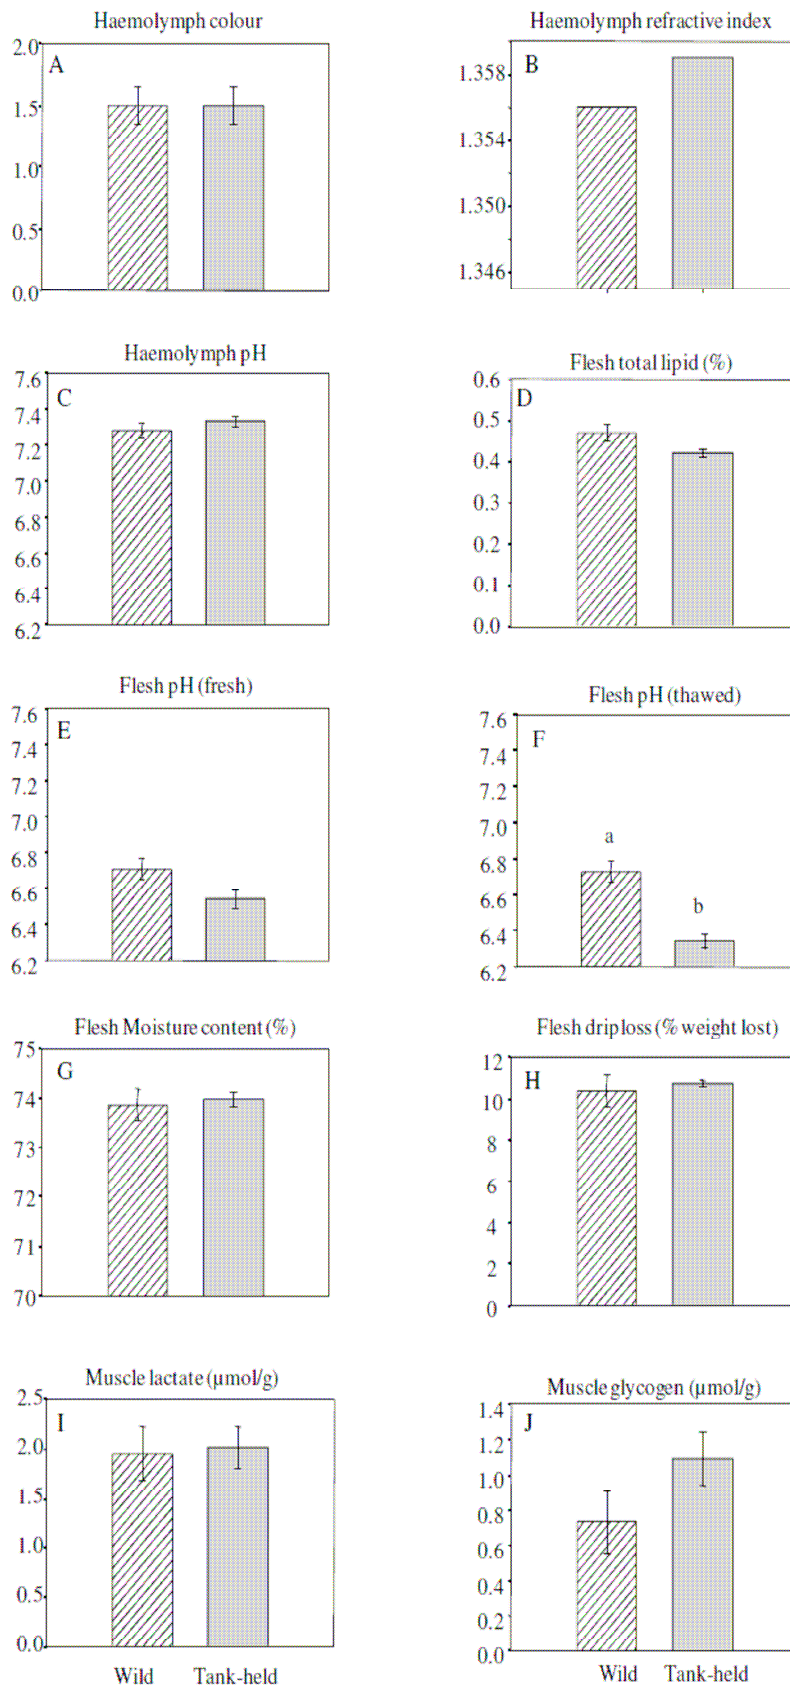 Haemolymph colour
2.0
A
1.5
1.0
0.5
0.0
Haemolymph refractive index
1.358
B
1.354
1.350
1.346
Haemolymph pH
7.6
C
7.4
7.2
7.0
6.8
6.6
6.4
6.2
Flesh total lipid (%)
0.6
D
0.5
0.4
0.3
0.2
0.1
0.0
Flesh pH (fresh)
7.6
E
7.4
7.2
7.0
6.8
6.6
6.4
6.2
Flesh pH (thawed)
7.6
F
7.4
7.2
7.0
a
6.8
6.6
b
6.4
6.2
Flesh Moisture content (%)
75
G
74
73
72
71
70
Flesh drip loss (% weight lost)
12
H
10
8
6
4
2
0
Muscle lactate (µmol/g)
2.5
I
2.0
1.5
1.0
0.5
0.0
Wild Tank-held
Muscle glycogen (µmol/g)
1.4
J
1.2
1.0
0.8
0.6
0.4
0.2
0.0
Wild Tank-held